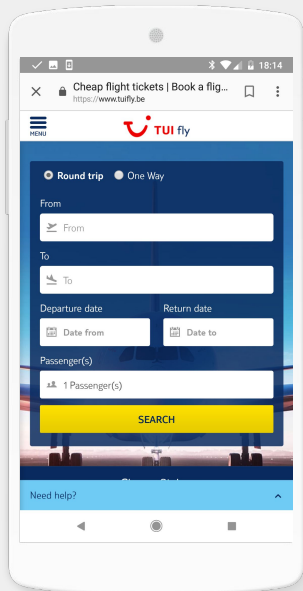 18:14
Cheap flight tickets | Book a flig...
https://www.tuifly.be
MENU
TUI fly
Round trip One Way
From
From
To
To
Departure date Return date
Date from Date to
Passenger(s)
1 Passenger(s)
SEARCH
Need help?